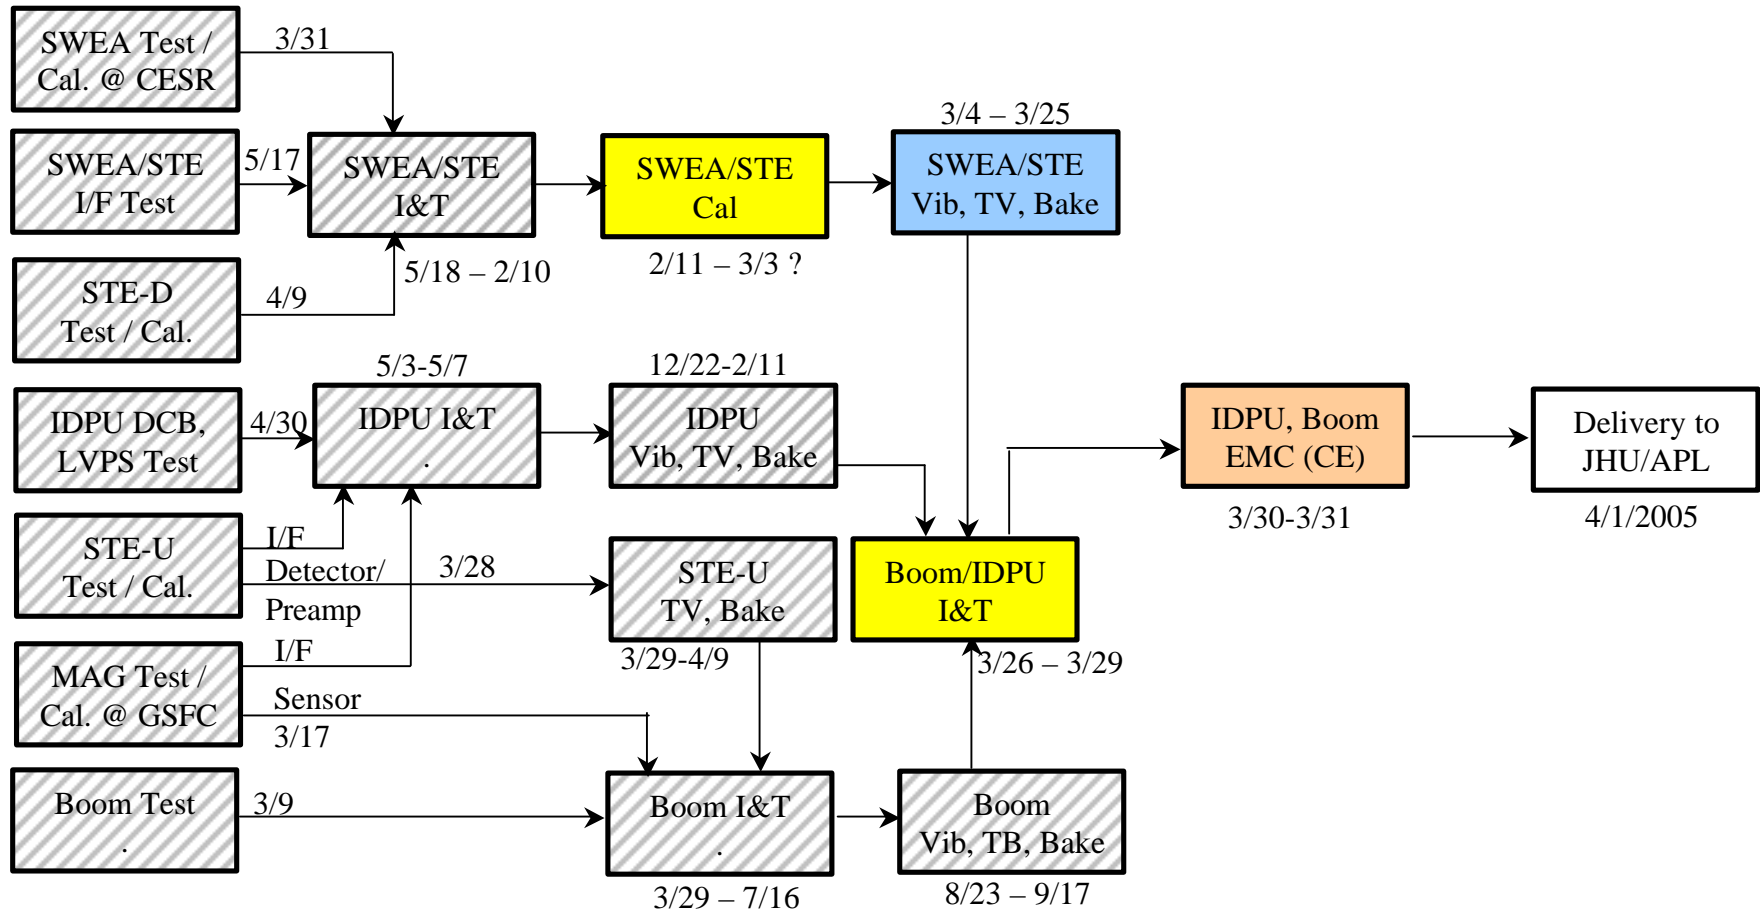 SWEA Test /
Cal. @ CESR
3/31
SWEA/STE
I/F Test
5/17
STE-D
Test / Cal.
4/9
SWEA/STE
I&T
5/18 – 2/10
SWEA/STE
Cal
2/11 – 3/3 ?
3/4 – 3/25
SWEA/STE
Vib, TV, Bake
IDPU DCB,
LVPS Test
4/30
5/3-5/7
IDPU I&T
.
12/22-2/11
IDPU
Vib, TV, Bake
STE-U
Test / Cal.
I/F
Detector/
Preamp
3/28
STE-U
TV, Bake
3/29-4/9
MAG Test /
Cal. @ GSFC
I/F
Sensor
3/17
Boom Test
.
3/9
Boom I&T
.
3/29 – 7/16
Boom
Vib, TB, Bake
8/23 – 9/17
Boom/IDPU
I&T
3/26 – 3/29
IDPU, Boom
EMC (CE)
3/30-3/31
Delivery to
JHU/APL
4/1/2005